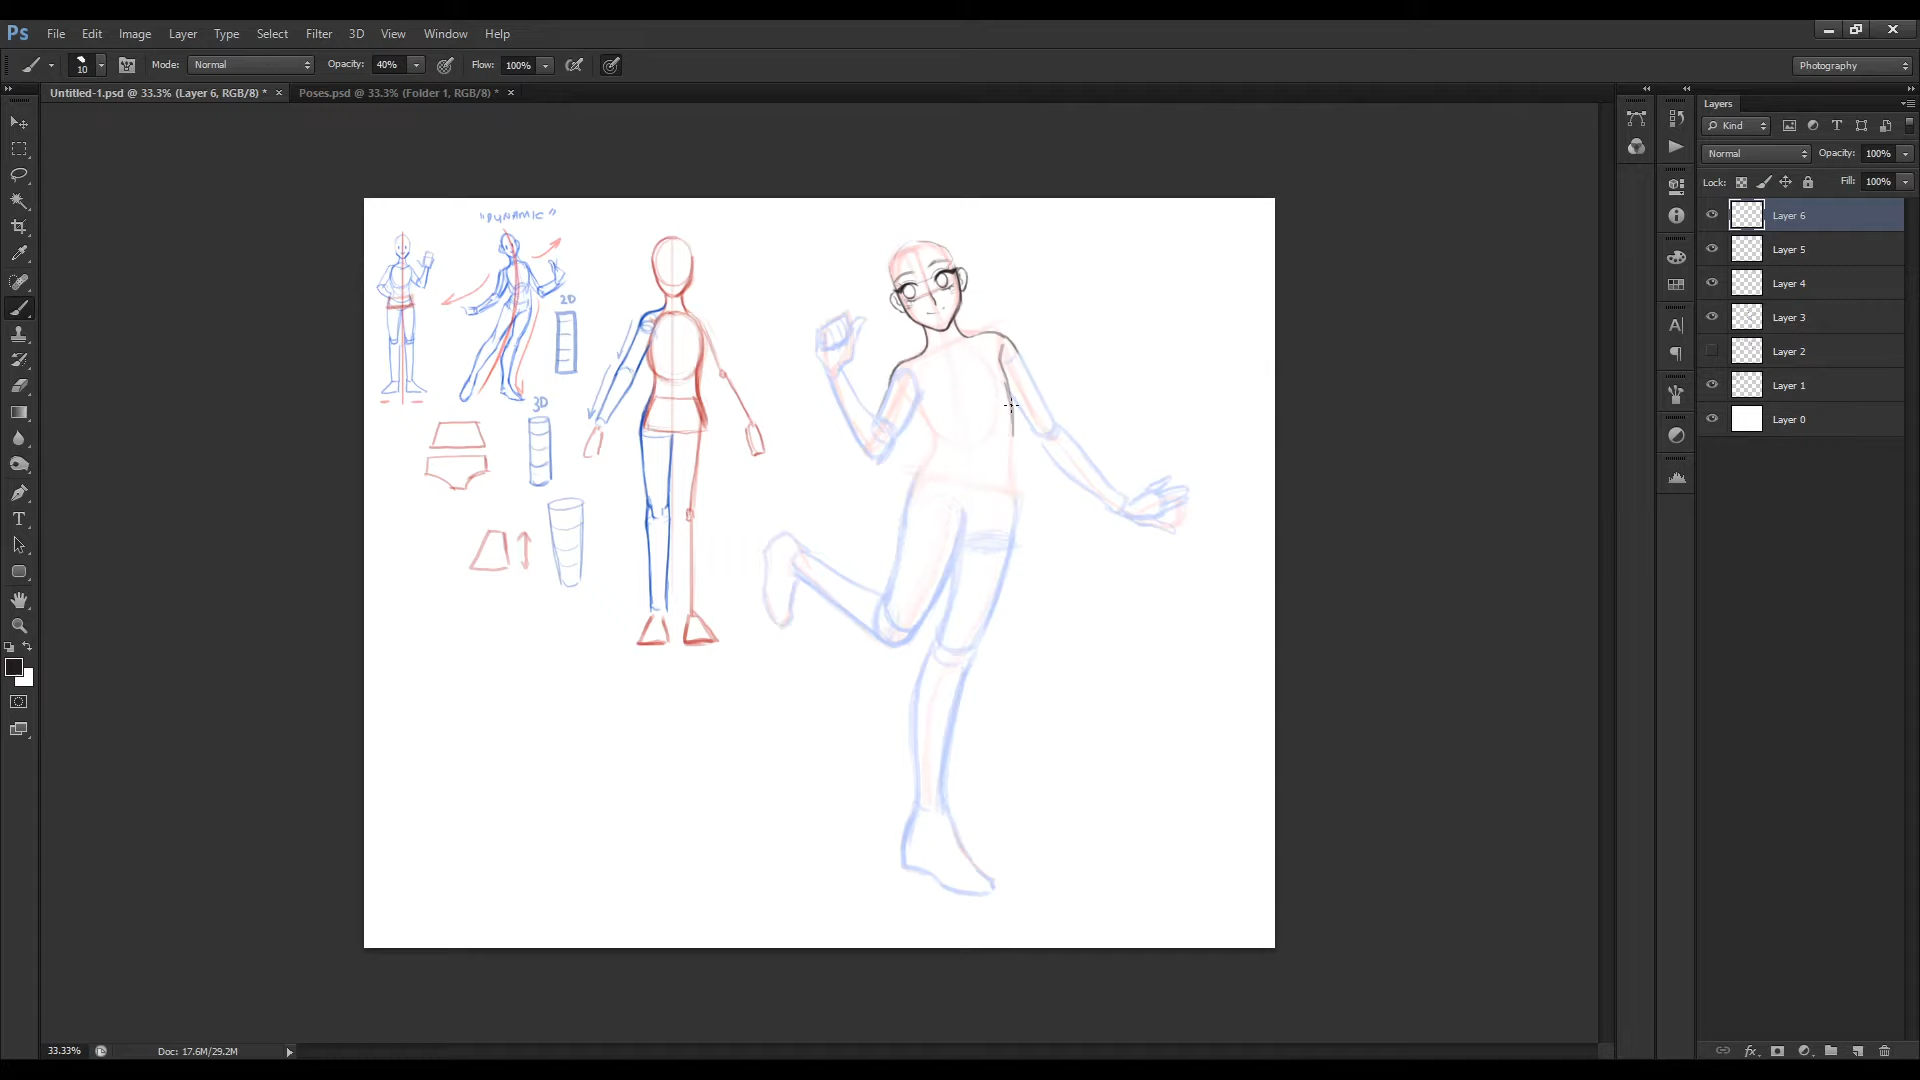 Ps File Edit Image Layer Type Select Filter 3D View Window Help
10 Mode: Normal Opacity: 40% Flow: 100% Photography
Untitled-1.psd @ 33.3% (Layer 6, RGB/8) * × Poses.psd @ 33.3% (Folder 1, RGB/8) * ×
Layers
Kind
Normal Opacity: 100%
Lock: Fill: 100%
Layer 6
Layer 5
Layer 4
Layer 3
Layer 2
Layer 1
Layer 0
"DYNAMIC"
2D
3D
33.33% Doc: 17.6M/29.2M